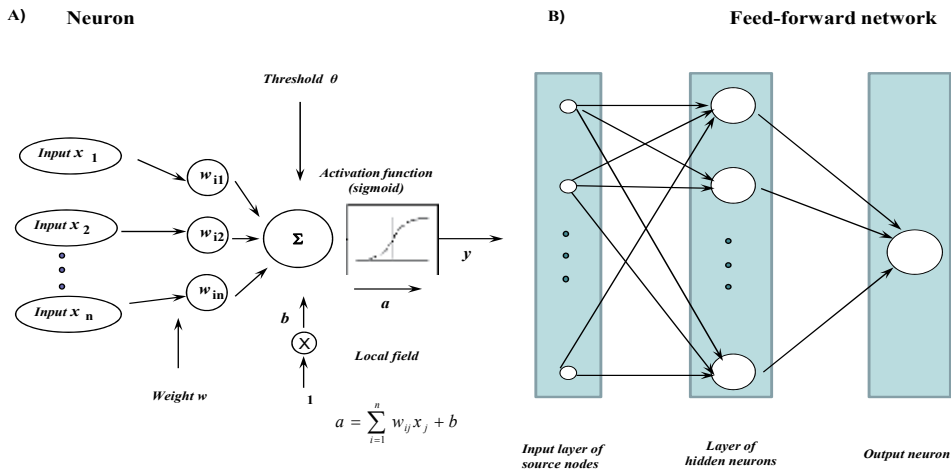 A) Neuron
Threshold θ
Input x 1
w i1
Activation function
(sigmoid)
Input x 2
w i2
Σ
y
Input x n
w in
a
b
X
Local field
Weight w
1
a = ∑ i=1 n w ij x j + b
B) Feed-forward network
Input layer of
source nodes
Layer of
hidden neurons
Output neuron